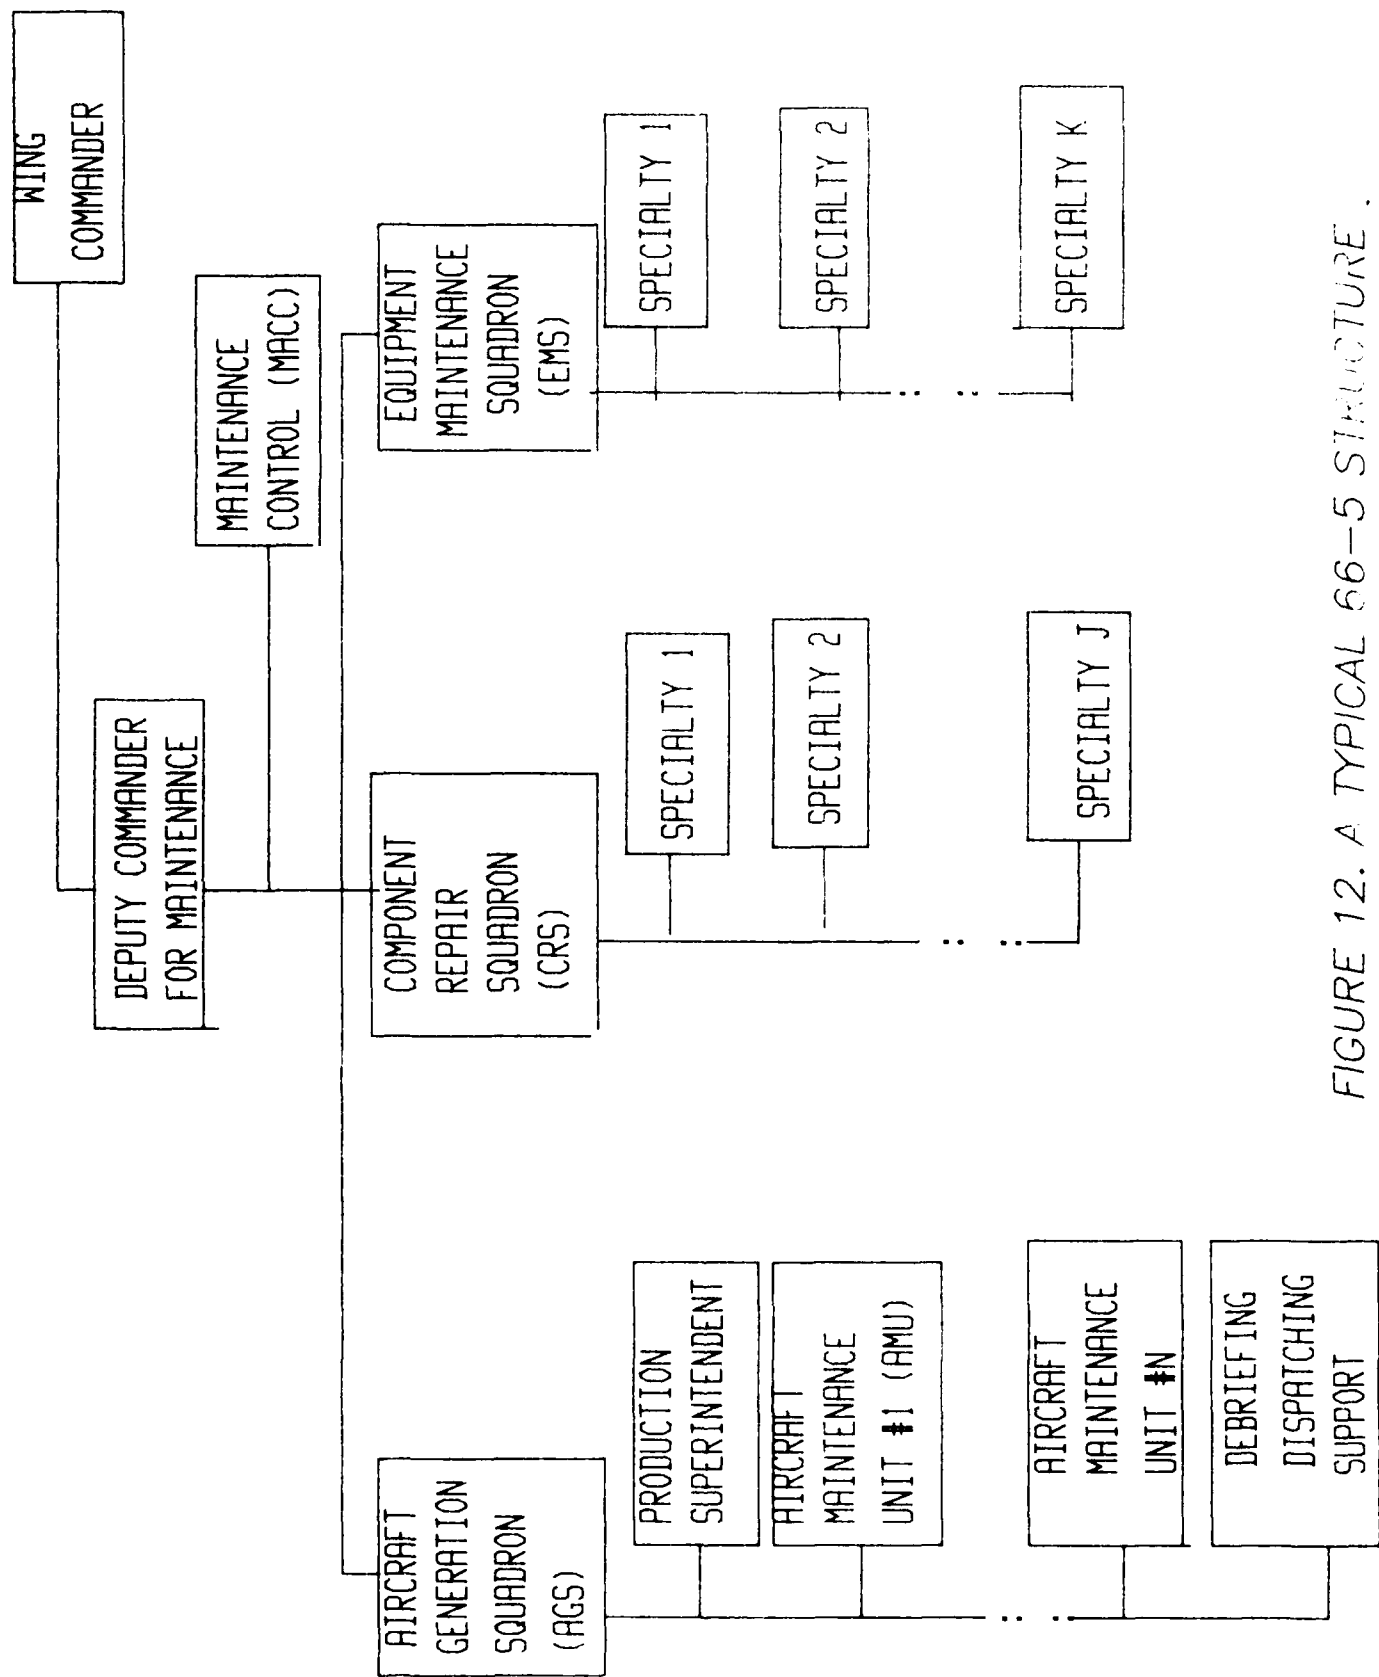 WING
COMMANDER
DEPUTY COMMANDER
FOR MAINTENANCE
MAINTENANCE
CONTROL (MACC)
AIRCRAFT
GENERATION
SQUADRON
(AGS)
COMPONENT
REPAIR
SQUADRON
(CRS)
EQUIPMENT
MAINTENANCE
SQUADRON
(EMS)
PRODUCTION
SUPERINTENDENT
AIRCRAFT
MAINTENANCE
UNIT #1 (AMU)
AIRCRAFT
MAINTENANCE
UNIT #N
DEBRIEFING
DISPATCHING
SUPPORT
SPECIALTY 1
SPECIALTY 2
SPECIALTY J
SPECIALTY 1
SPECIALTY 2
SPECIALTY K
FIGURE 12. A TYPICAL 66-5 STRUCTURE.